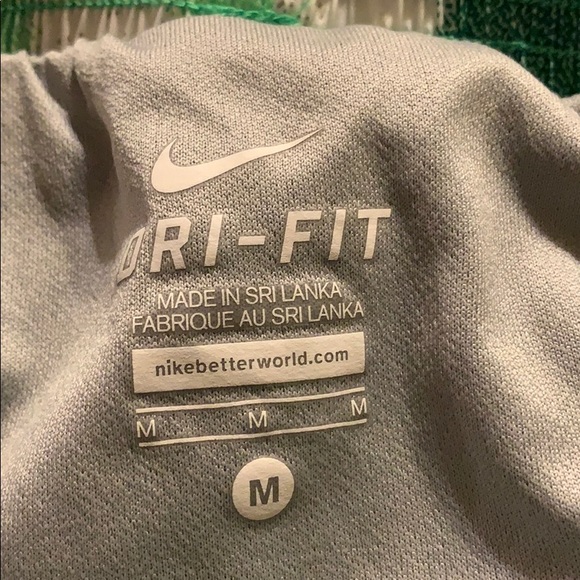 DRI-FIT
MADE IN SRI LANKA
FABRIQUE AU SRI LANKA
nikebetterworld.com
M M M
M